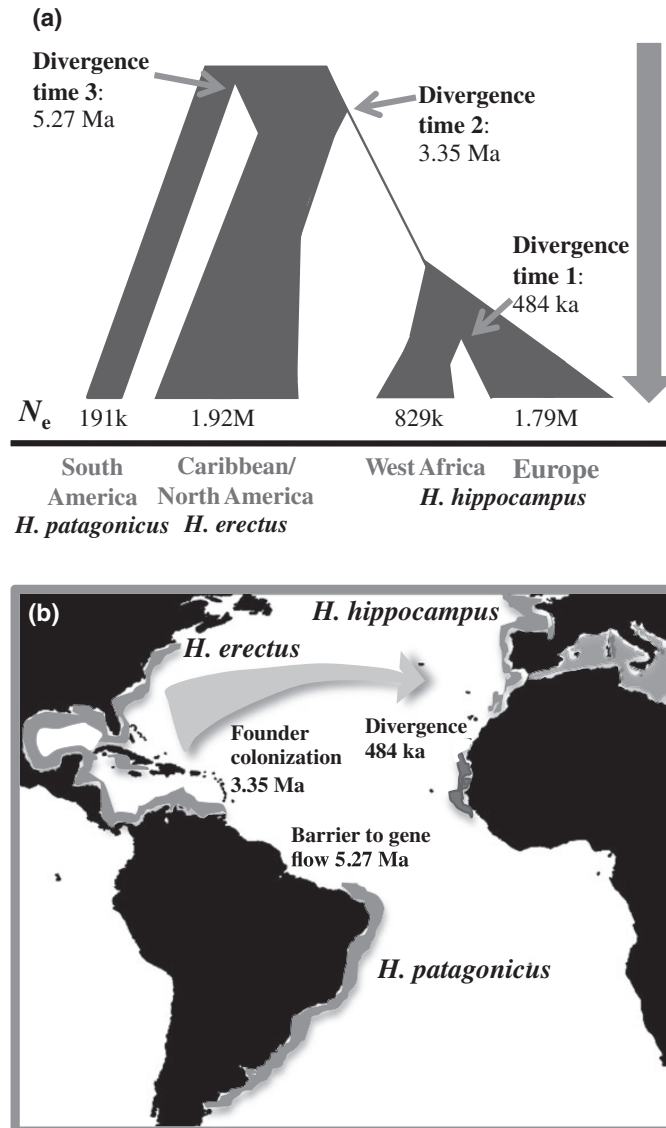 (a)
Divergence
time 3:
5.27 Ma
Divergence
time 2:
3.35 Ma
Divergence
time 1:
484 ka
Ne 191k 1.92M 829k 1.79M
South America Caribbean/ North America West Africa Europe
H. patagonicus H. erectus H. hippocampus
(b)
H. hippocampus
H. erectus
Founder
colonization
3.35 Ma
Divergence
484 ka
Barrier to gene
flow 5.27 Ma
H. patagonicus